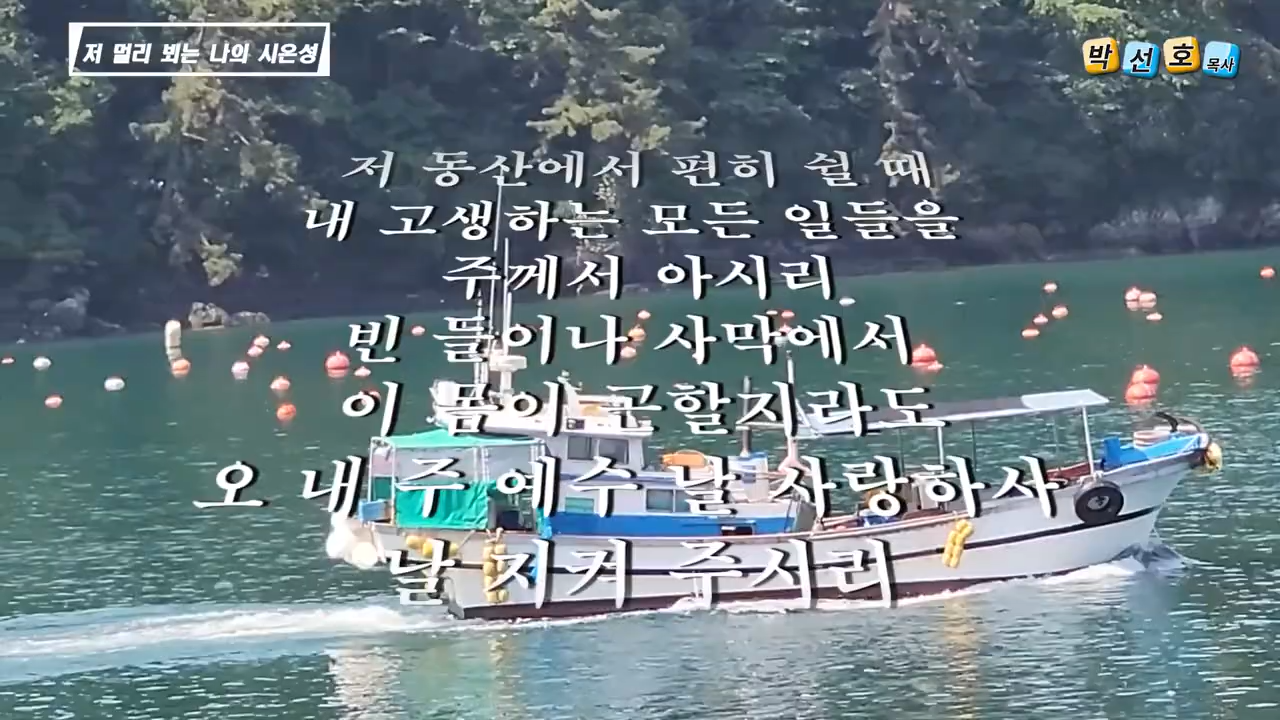 저 멀리 뵈는 나의 시온성
박선호 목사
저 동산에서 편히 쉴 때
내 고생하는 모든 일들을
주께서 아시리
빈 들이나 사막에서
이 몸이 곤할지라도
오 내 주 예수 날 사랑하사
날 지켜 주시리